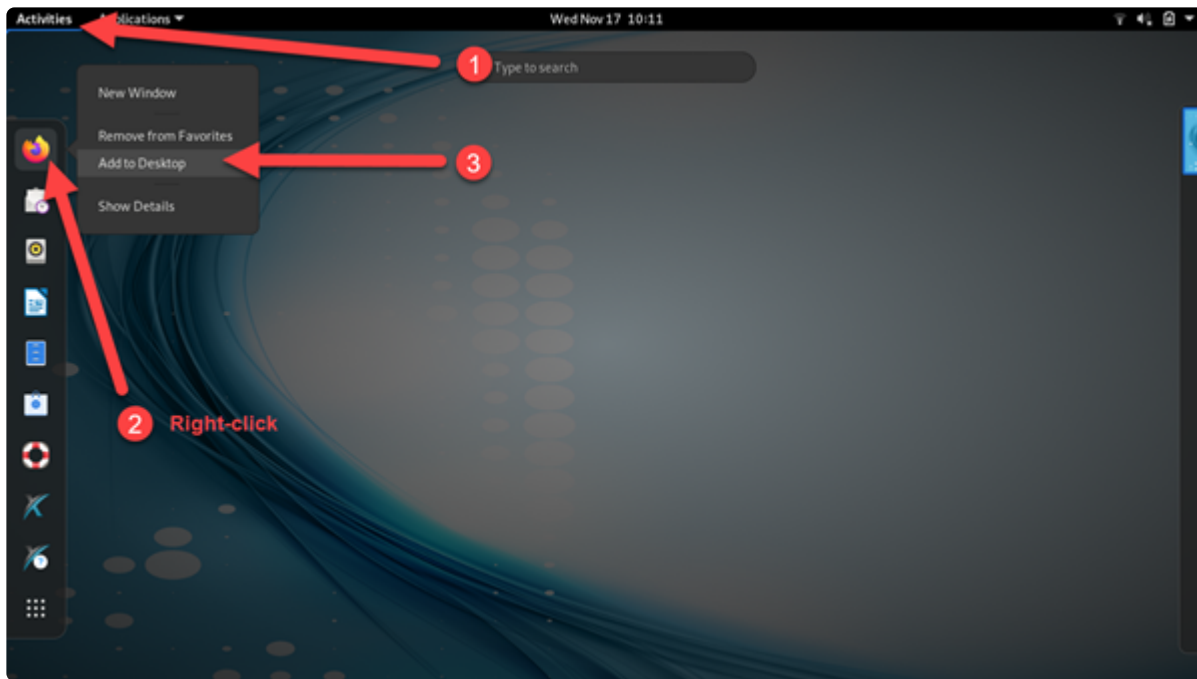 Activities Applications Wed Nov 17 10:11
1 Type to search
New Window
Remove from Favorites
Add to Desktop 3
Show Details
2 Right-click